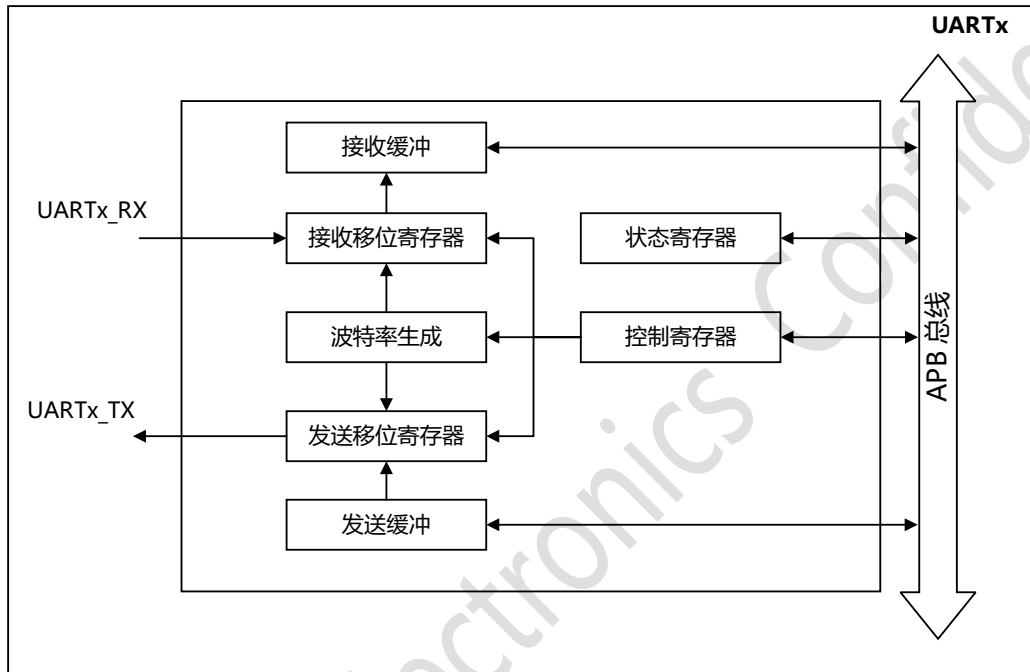 UARTx
接收缓冲
UARTx_RX
接收移位寄存器
状态寄存器
波特率生成
控制寄存器
APB 总线
UARTx_TX
发送移位寄存器
发送缓冲